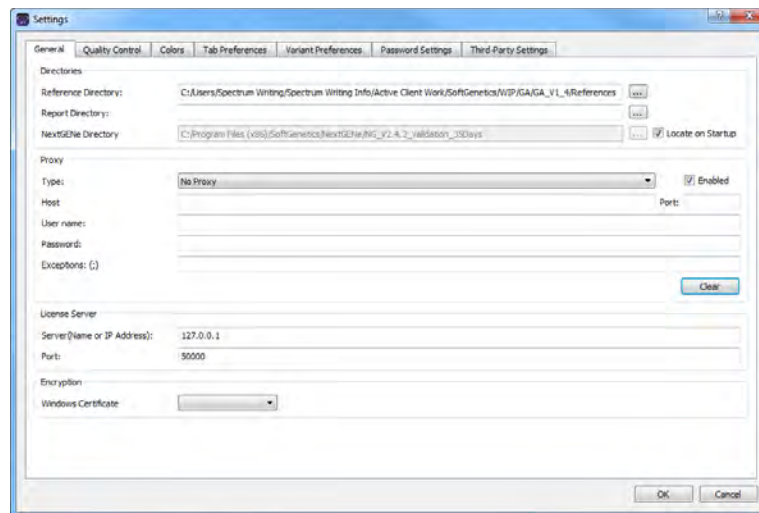 Settings
General Quality Control Colors Tab Preferences Variant Preferences Password Settings Third-Party Settings
Directories
Reference Directory: C:/Users/Spectrum Writing/Spectrum Writing Info/Active Client Work/SoftGenetics/WIP/GA/GA_V1_4/References ...
Report Directory: ...
NextGENe Directory C:/Program Files (x86)/SoftGenetics/NextGENe/NG_V2.4.2_validation_35Days ... Locate on Startup
Proxy
Type: No Proxy Enabled
Host Port:
User name:
Password:
Exceptions: (;)
Clear
License Server
Server(Name or IP Address): 127.0.0.1
Port: 50000
Encryption
Windows Certificate
OK Cancel